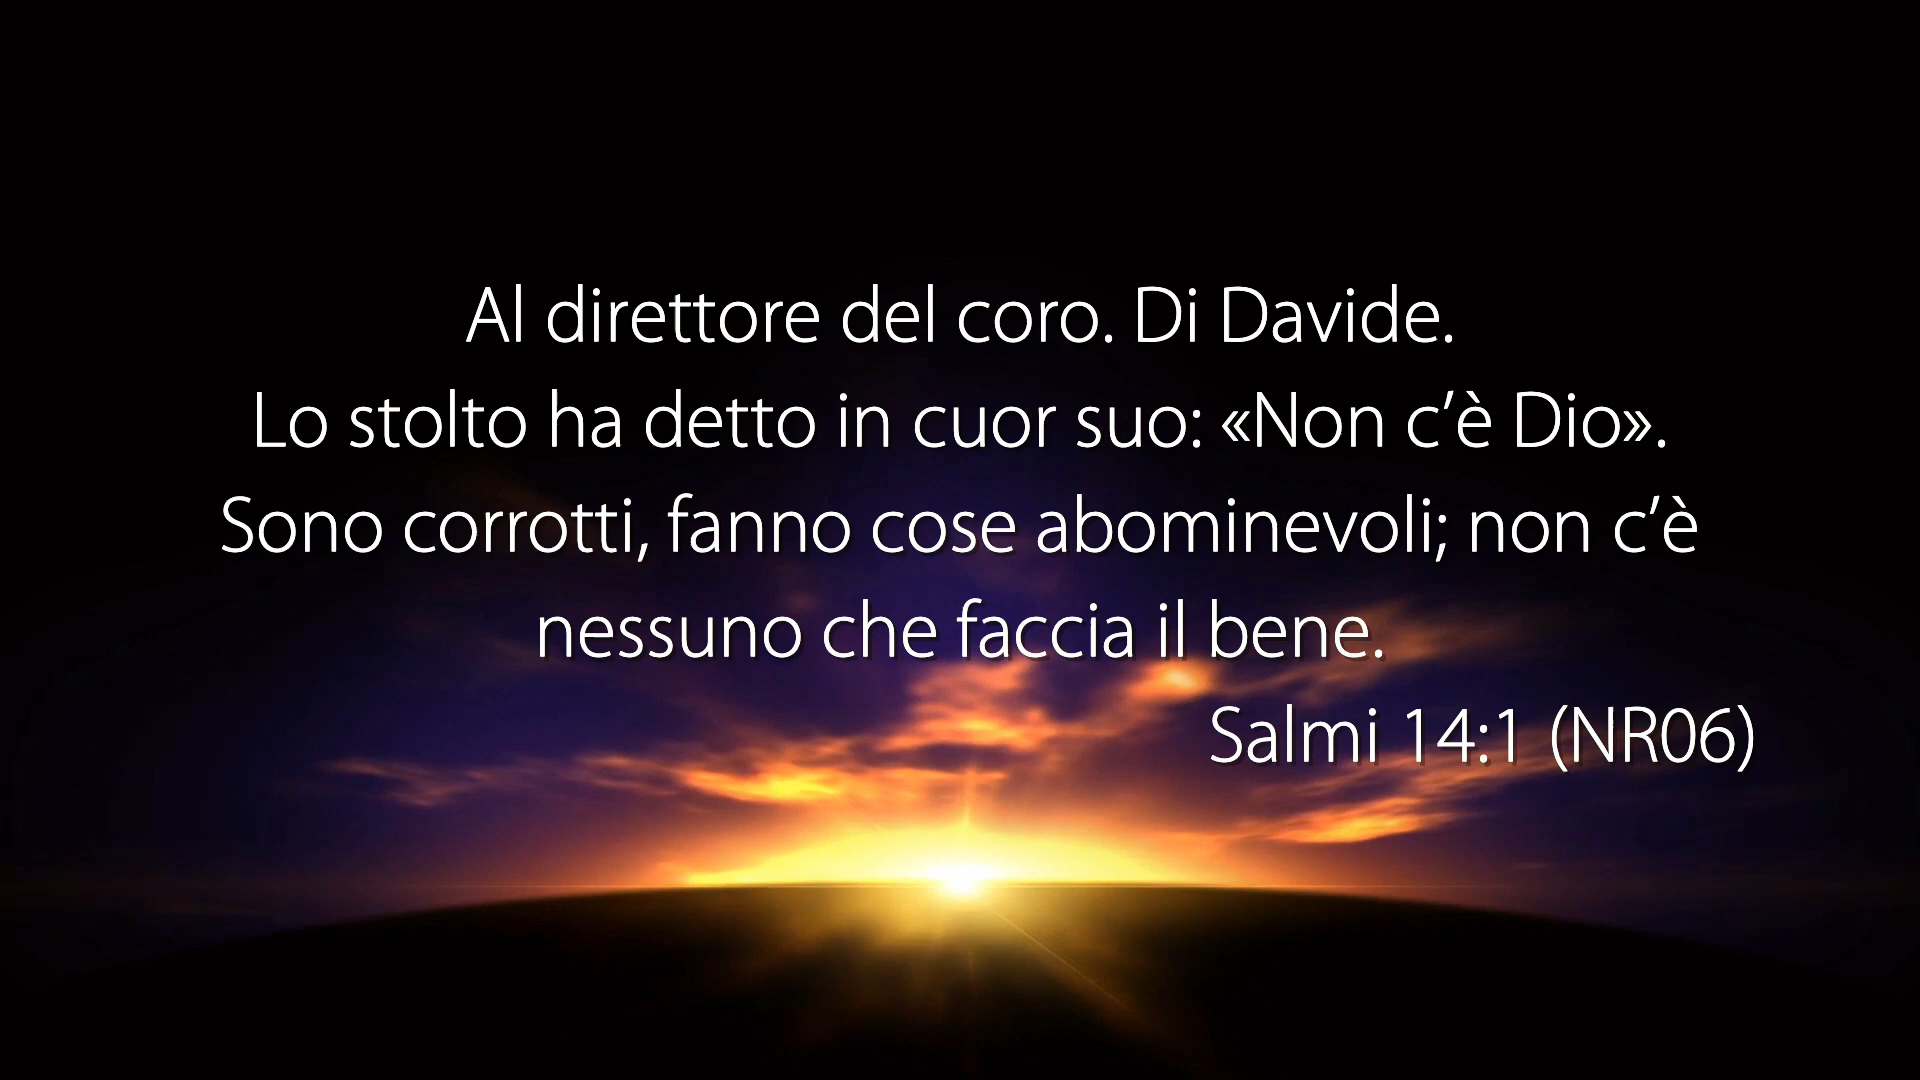 Al direttore del coro. Di Davide.
Lo stolto ha detto in cuor suo: «Non c’è Dio».
Sono corrotti, fanno cose abominevoli; non c’è
nessuno che faccia il bene.
Salmi 14:1 (NR06)